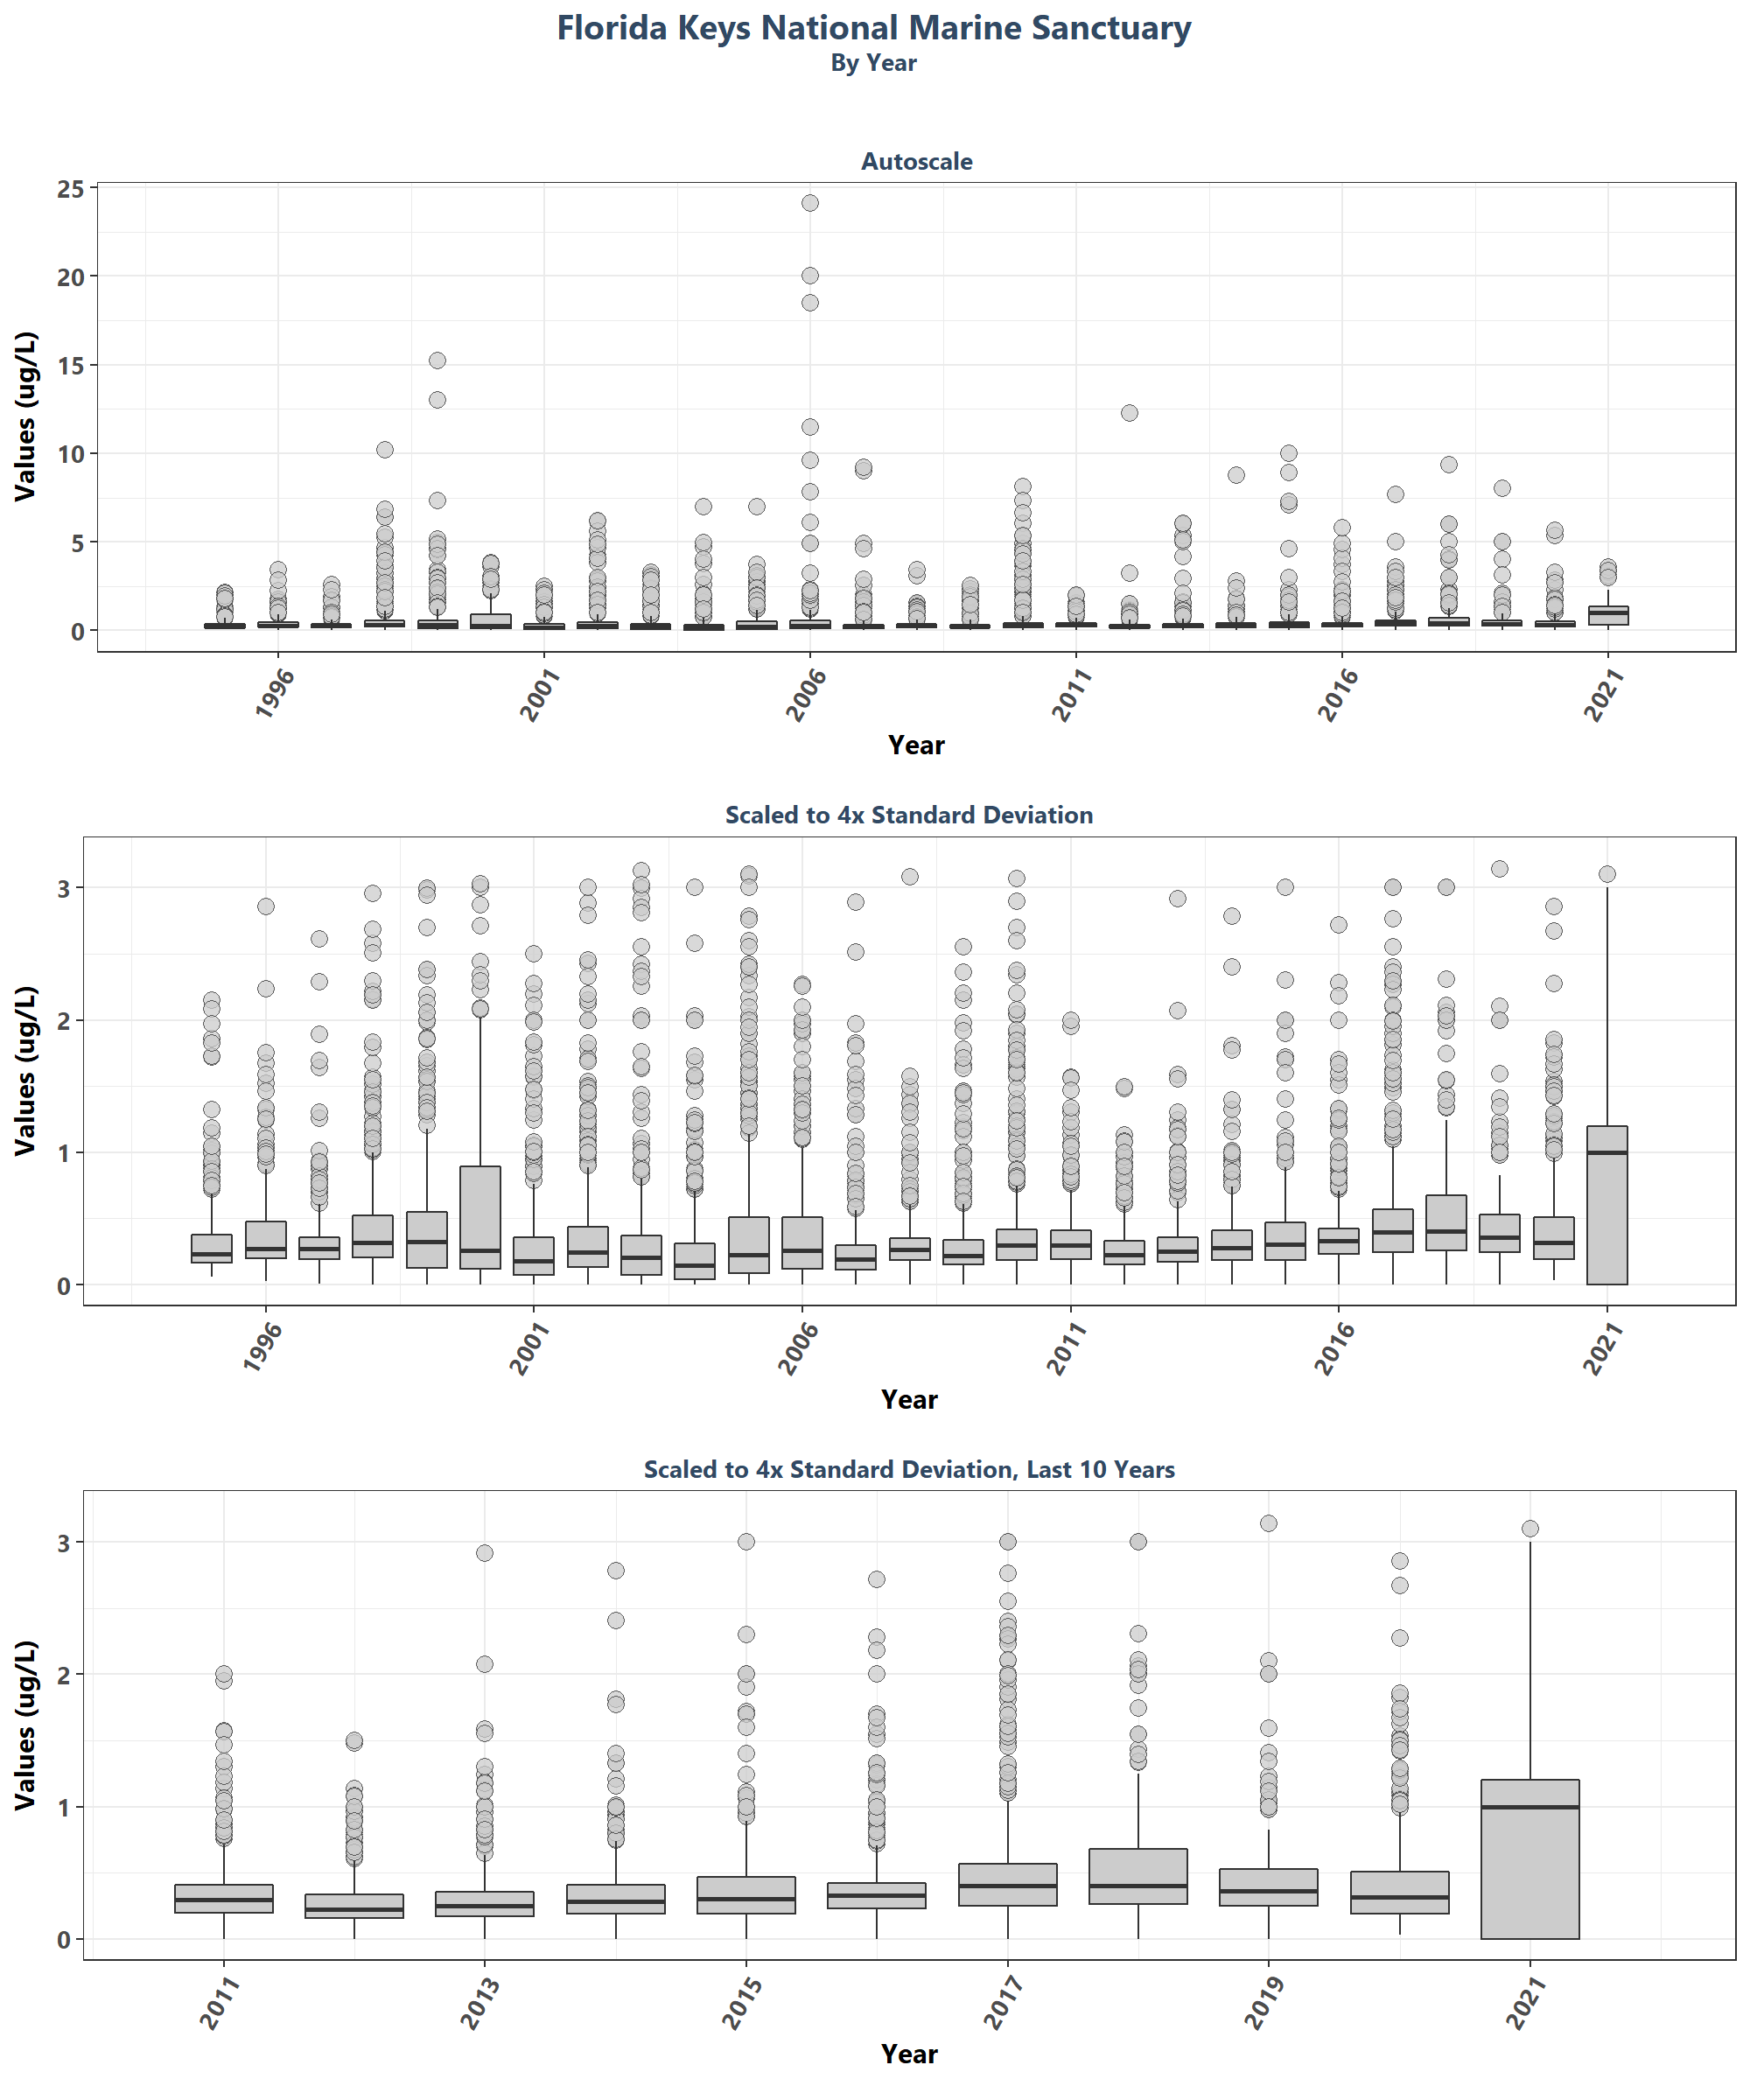 Florida Keys National Marine Sanctuary
By Year
Autoscale
Values (ug/L)
25
20
15
10
5
0
1996
2001
2006
2011
2016
2021
Year
Scaled to 4x Standard Deviation
Values (ug/L)
3
2
1
0
1996
2001
2006
2011
2016
2021
Year
Scaled to 4x Standard Deviation, Last 10 Years
Values (ug/L)
3
2
1
0
2011
2013
2015
2017
2019
2021
Year